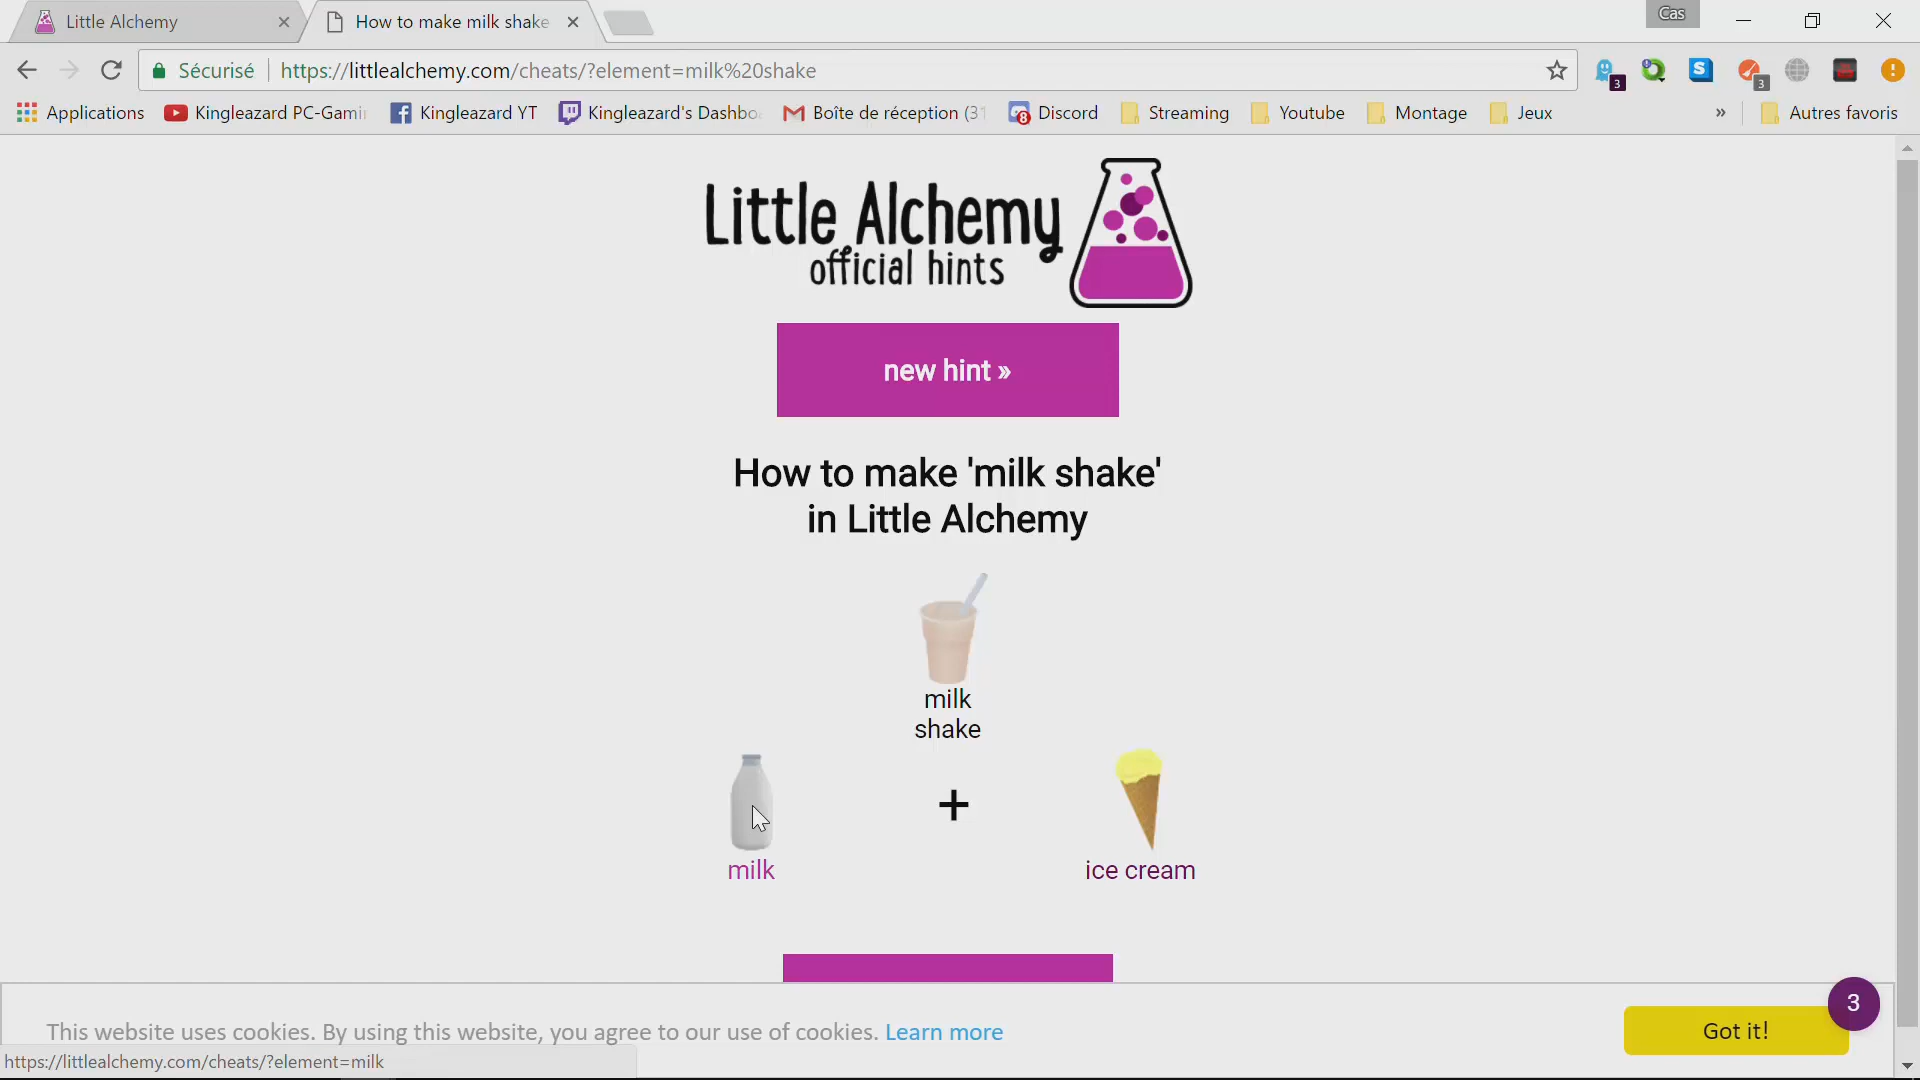 Little Alchemy
How to make milk shake
Cas
Sécurisé
https://littlealchemy.com/cheats/?element=milk%20shake
3
3
Applications
Kingleazard PC-Gami
Kingleazard YT
Kingleazard's Dashbo
Boîte de réception (31
8
Discord
Streaming
Youtube
Montage
Jeux
»
Autres favoris
Little Alchemy
official hints
new hint »
How to make 'milk shake'
in Little Alchemy
milk
shake
+
milk
ice cream
This website uses cookies. By using this website, you agree to our use of cookies. Learn more
Got it!
3
https://littlealchemy.com/cheats/?element=milk